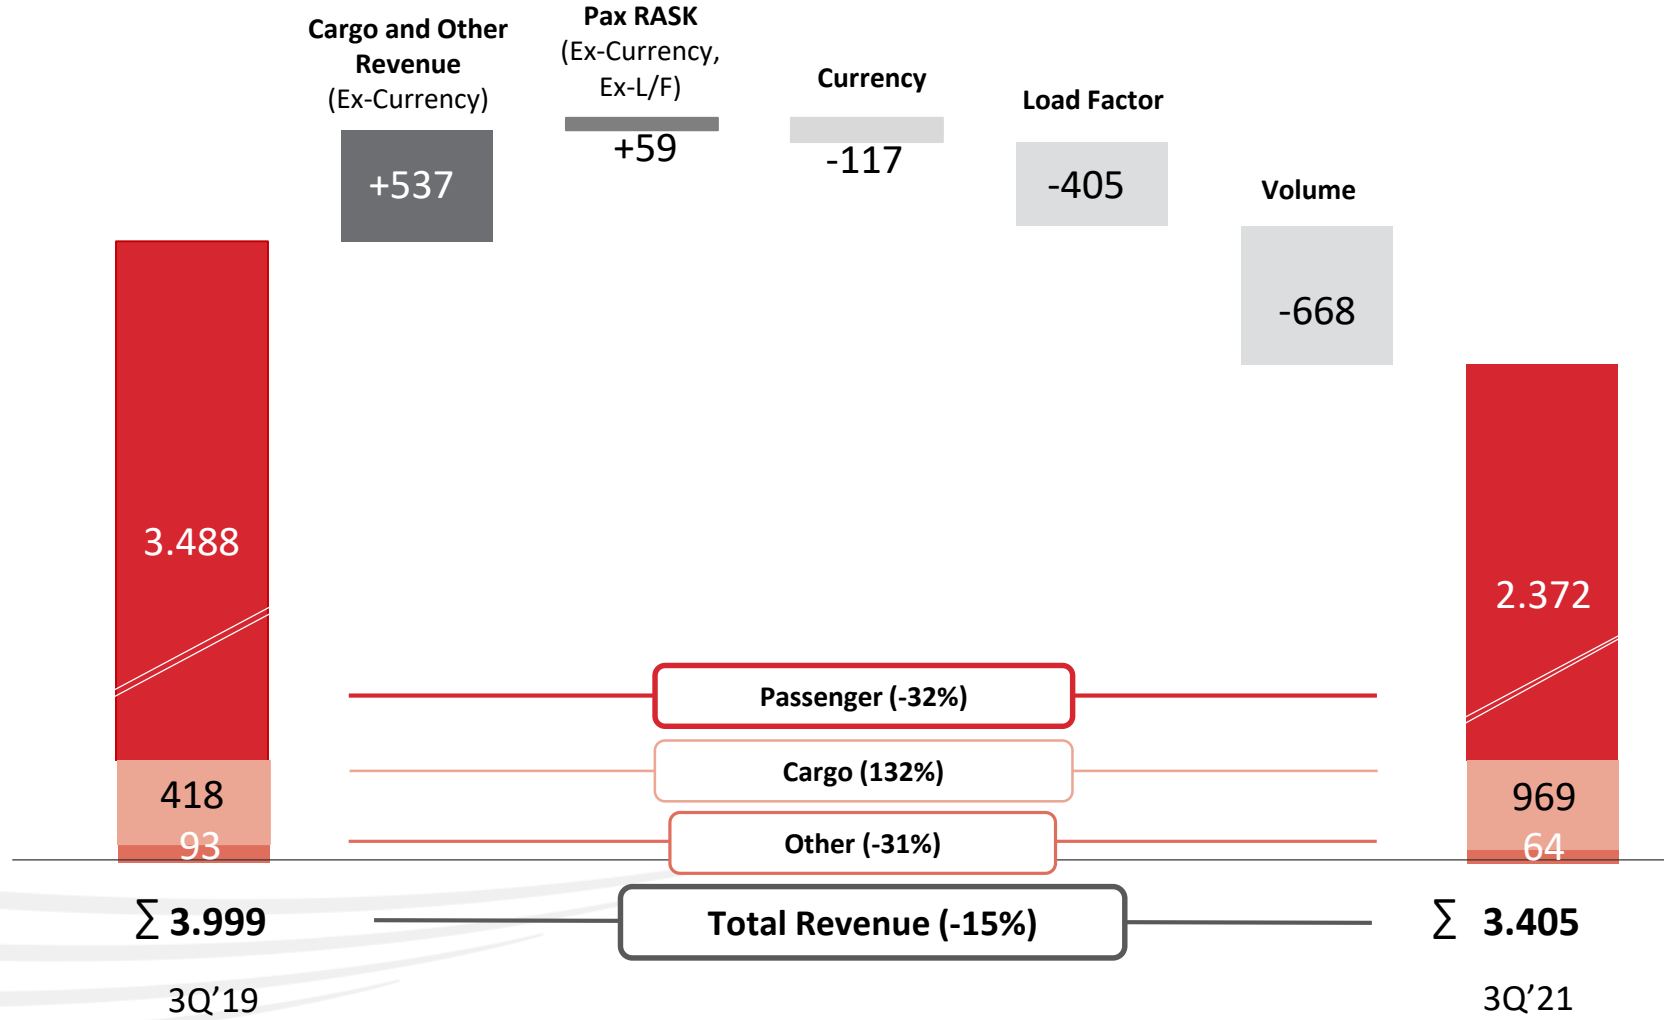 Cargo and Other
Revenue
(Ex-Currency)
+537
Pax RASK
(Ex-Currency,
Ex-L/F)
+59
Currency
-117
Load Factor
-405
Volume
-668
3.488
418
93
2.372
969
64
Passenger (-32%)
Cargo (132%)
Other (-31%)
∑ 3.999
Total Revenue (-15%)
∑ 3.405
3Q’19
3Q’21